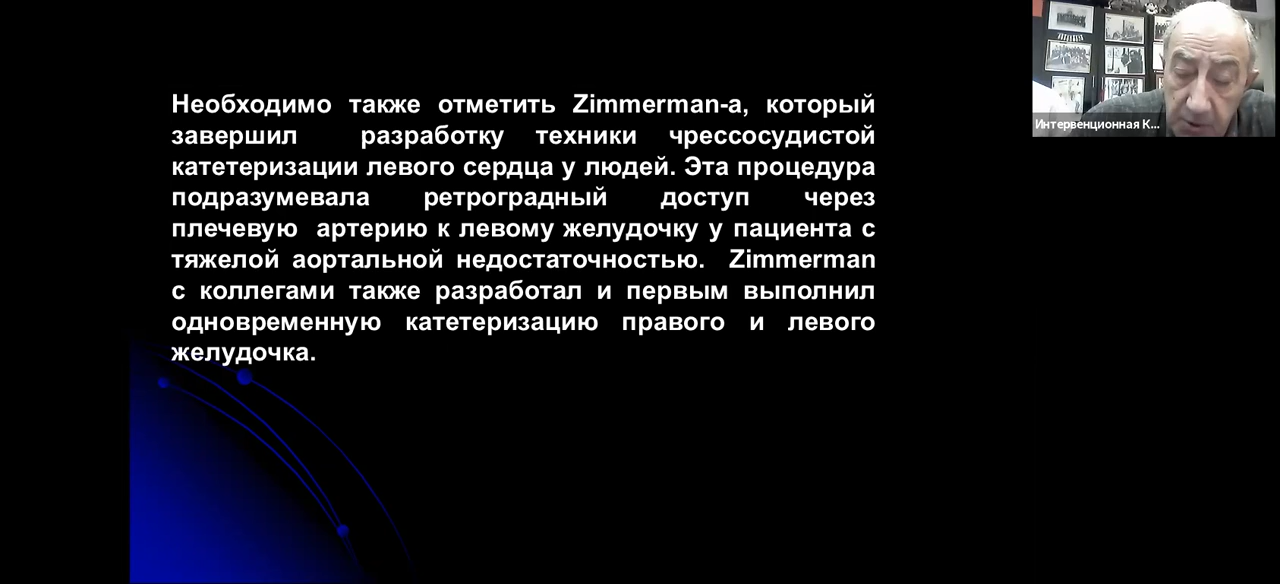 Необходимо также отметить Zimmerman-а, который
завершил разработку техники чрессосудистой
катетеризации левого сердца у людей. Эта процедура
подразумевала ретроградный доступ через
плечевую артерию к левому желудочку у пациента с
тяжелой аортальной недостаточностью. Zimmerman
с коллегами также разработал и первым выполнил
одновременную катетеризацию правого и левого
желудочка.
Интервенционная К...